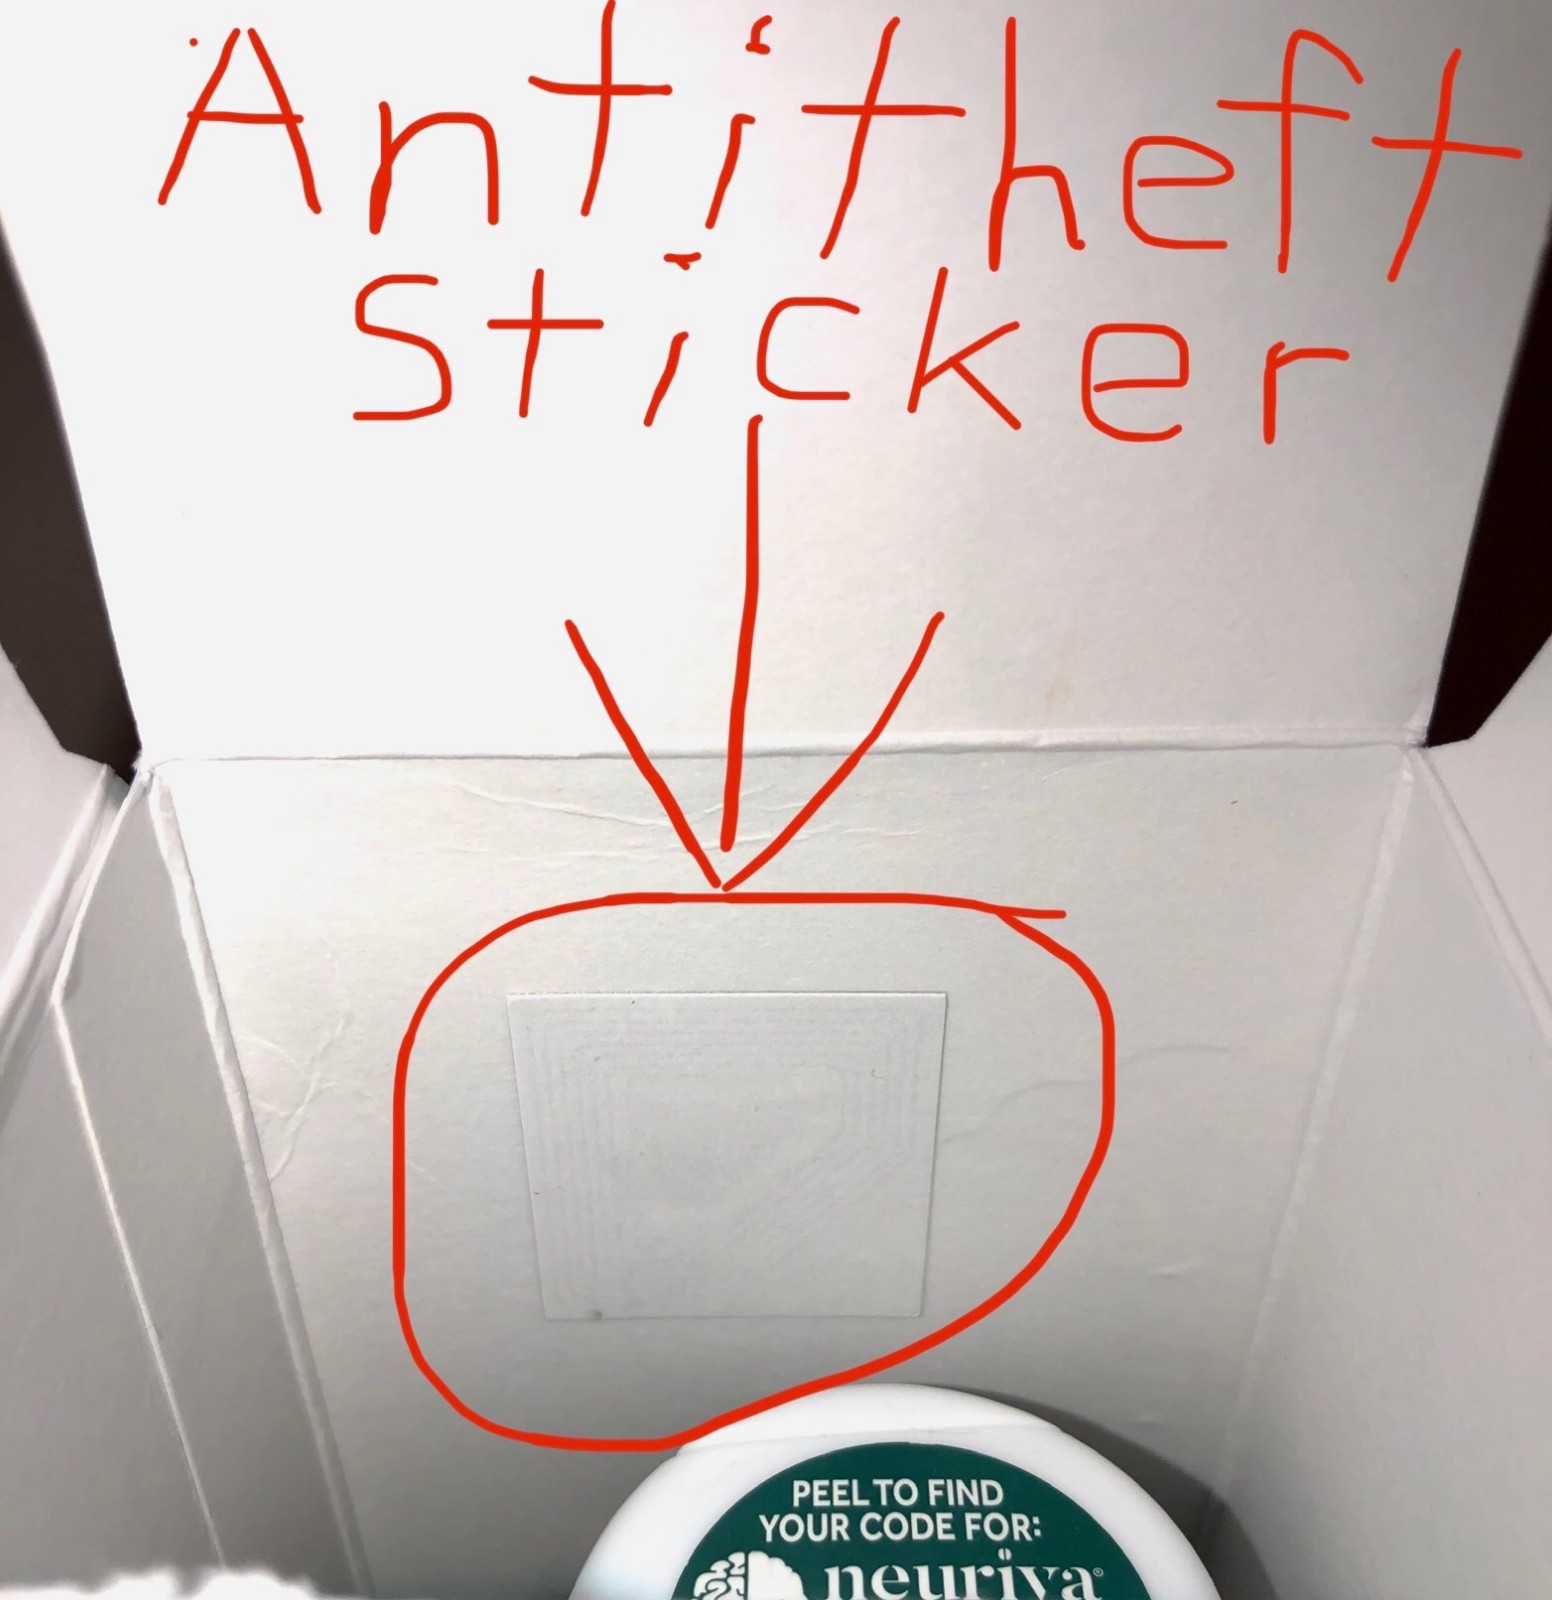 Antitheft
sticker
PEEL TO FIND
YOUR CODE FOR:
neuriva®